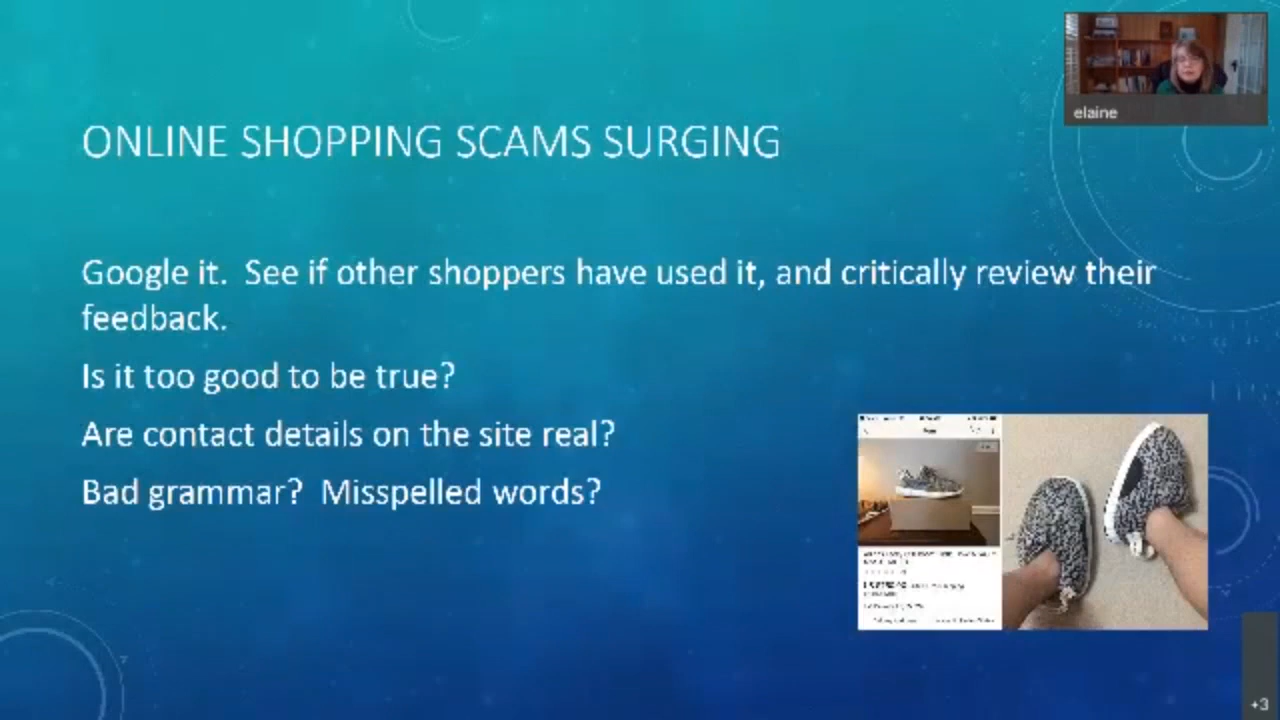 elaine
ONLINE SHOPPING SCAMS SURGING
Google it.  See if other shoppers have used it, and critically review their
feedback.
Is it too good to be true?
Are contact details on the site real?
Bad grammar?  Misspelled words?
+3